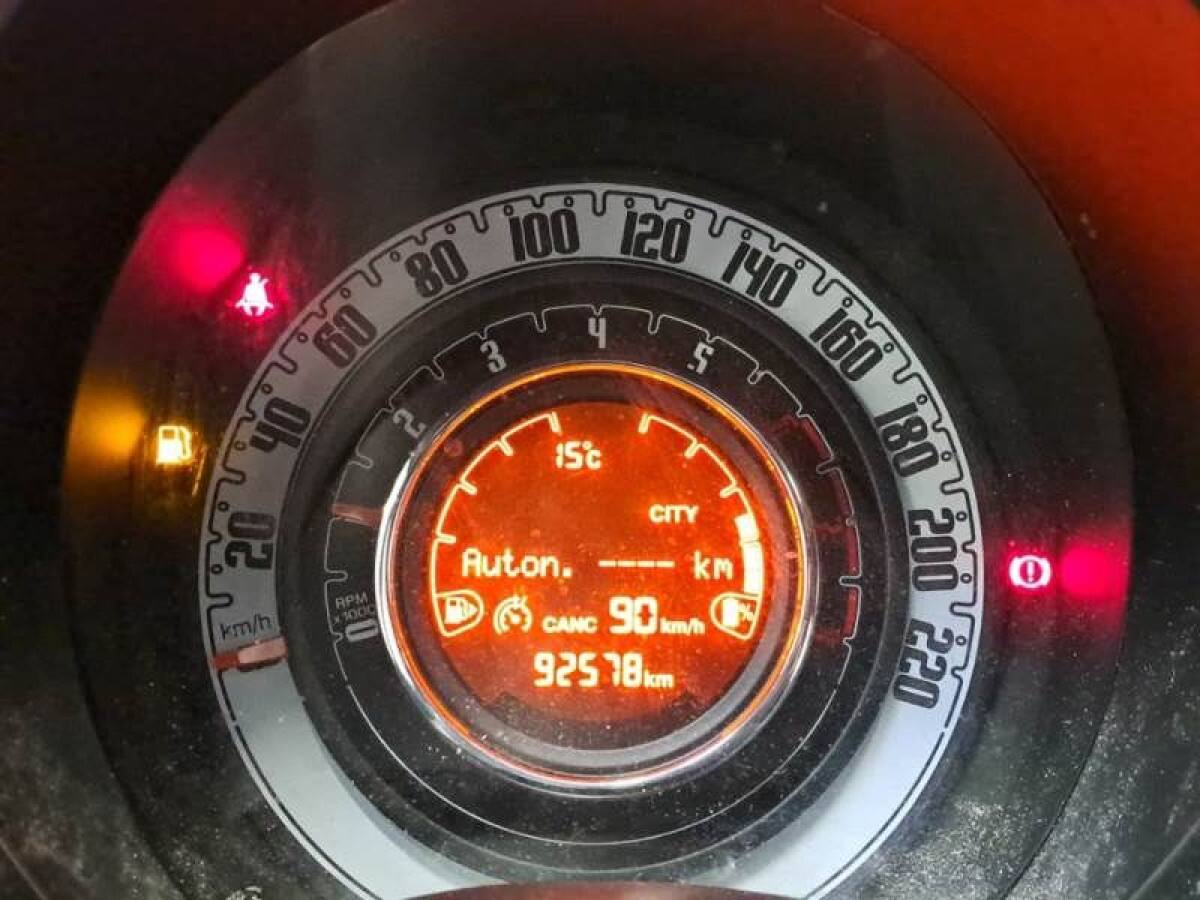 100 120
80 140
60 160
40 180
20 200
km/h 220
3 4 5
2
RPM
x1000
0
15°c
CITY
Auton. ---- km
CANC 90 km/h
%
92578 km